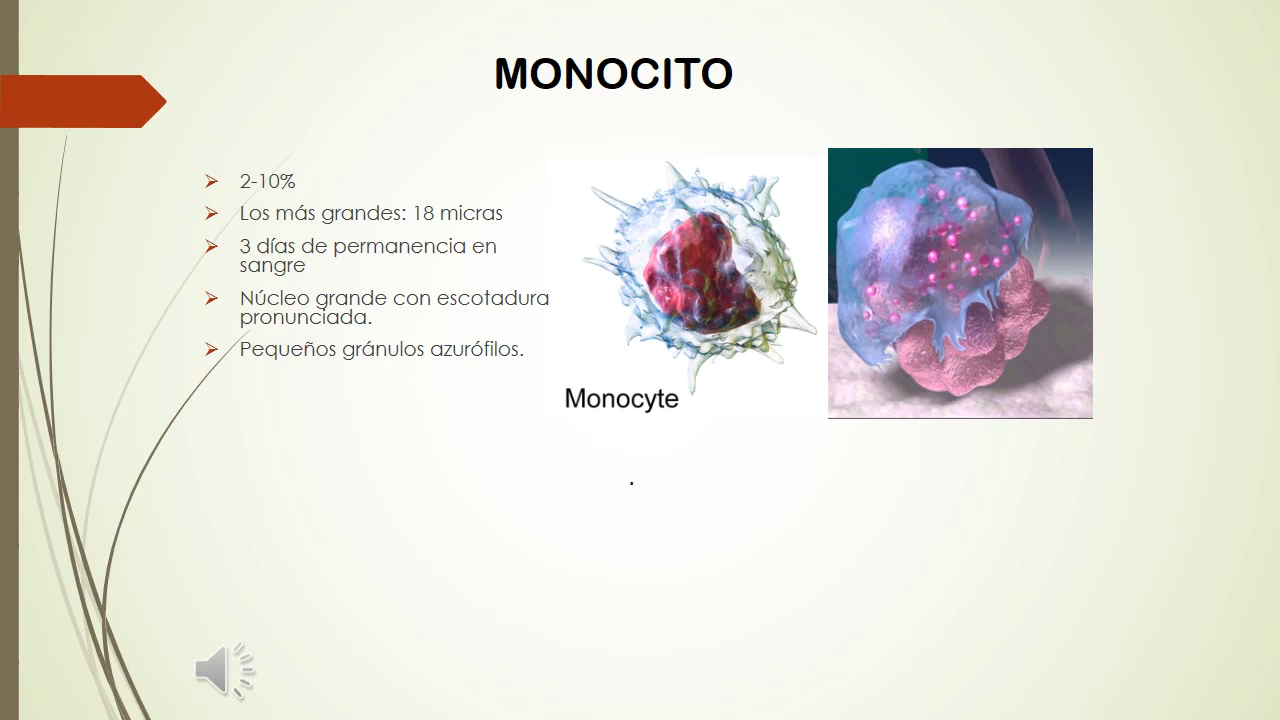 MONOCITO
2-10%
Los más grandes: 18 micras
3 días de permanencia en
sangre
Núcleo grande con escotadura
pronunciada.
Pequeños gránulos azurófilos.
Monocyte
.